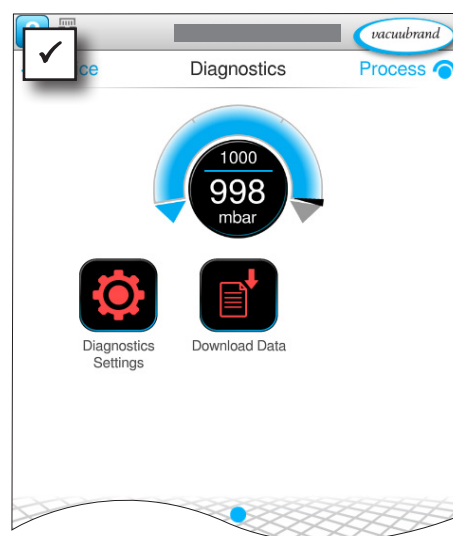 vacuubrand
ce
Diagnostics
Process
1000
998
mbar
Diagnostics
Settings
Download Data